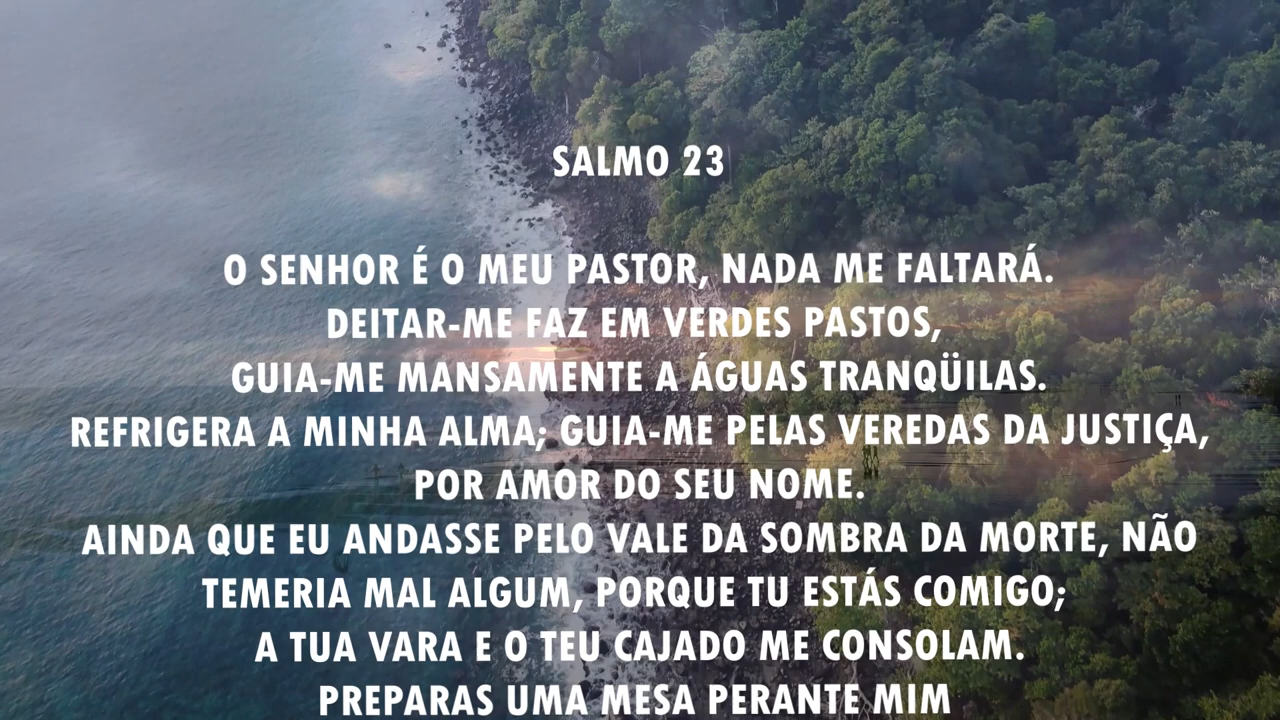 SALMO 23
O SENHOR É O MEU PASTOR, NADA ME FALTARÁ.
DEITAR-ME FAZ EM VERDES PASTOS,
GUIA-ME MANSAMENTE A ÁGUAS TRANQÜILAS.
REFRIGERA A MINHA ALMA; GUIA-ME PELAS VEREDAS DA JUSTIÇA,
POR AMOR DO SEU NOME.
AINDA QUE EU ANDASSE PELO VALE DA SOMBRA DA MORTE, NÃO
TEMERIA MAL ALGUM, PORQUE TU ESTÁS COMIGO;
A TUA VARA E O TEU CAJADO ME CONSOLAM.
PREPARAS UMA MESA PERANTE MIM